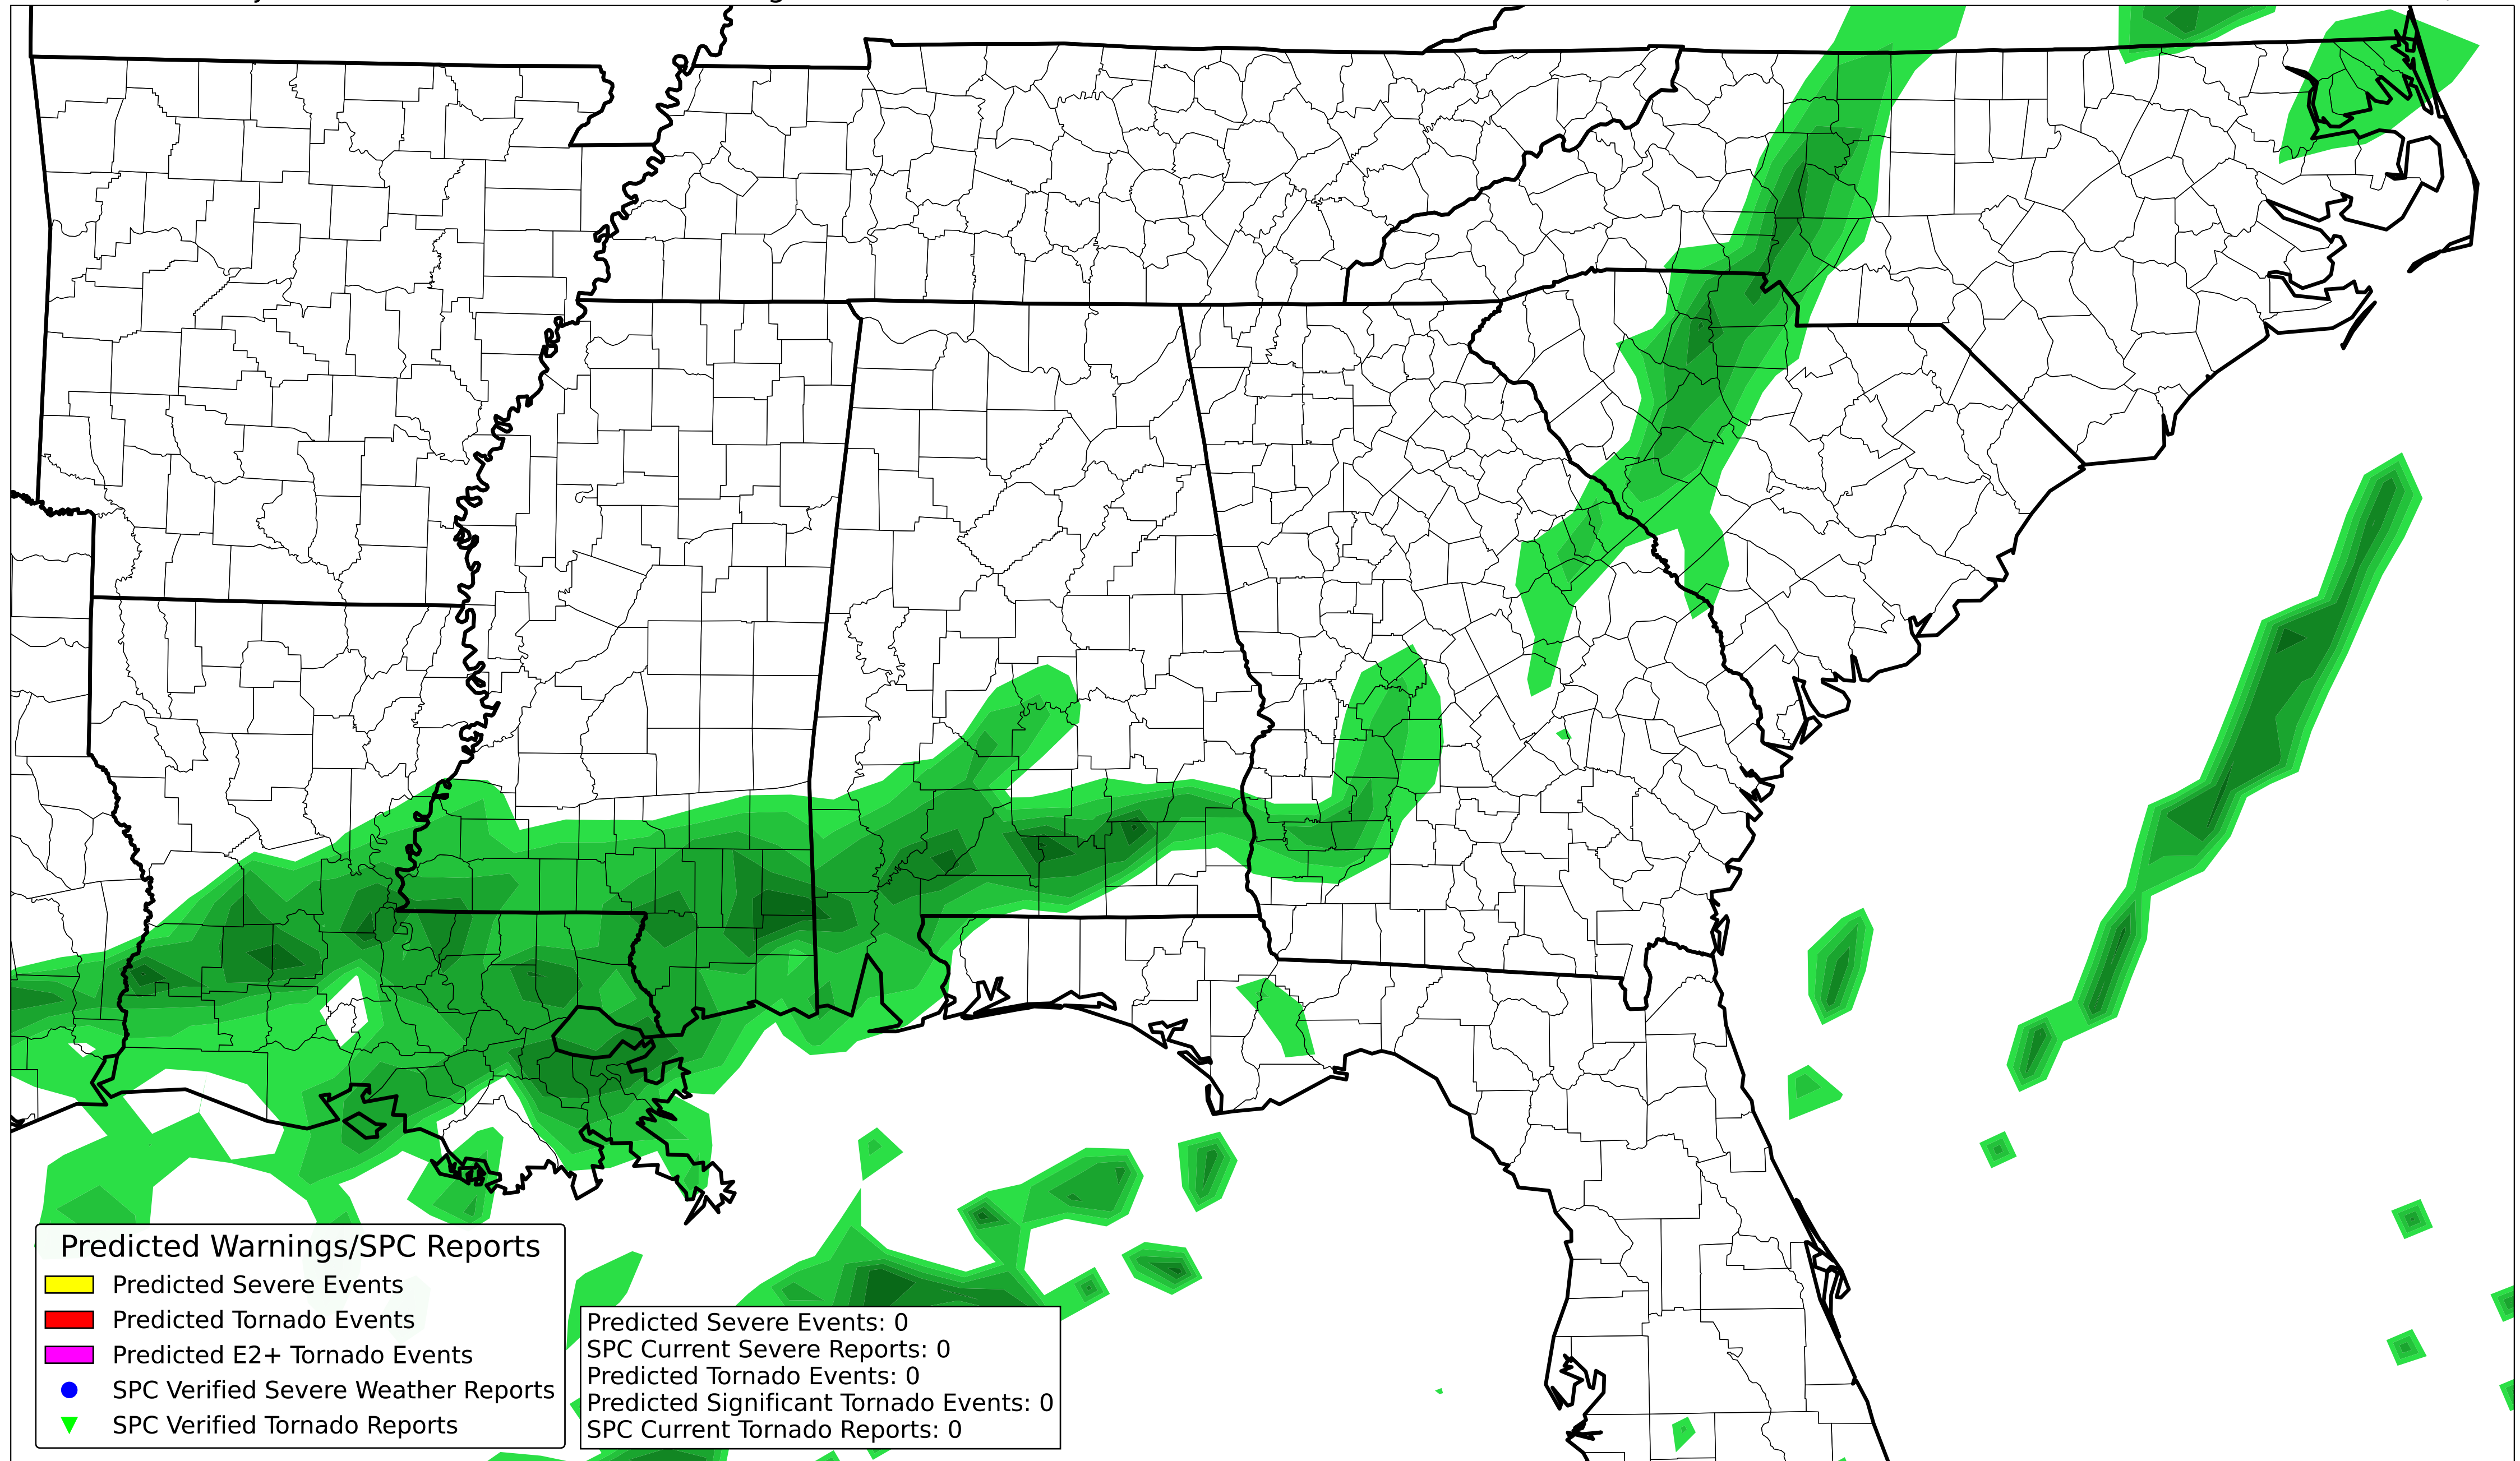 Predicted Warnings/SPC Reports
Predicted Severe Events
Predicted Tornado Events
Predicted E2+ Tornado Events
SPC Verified Severe Weather Reports
SPC Verified Tornado Reports
Predicted Severe Events: 0
SPC Current Severe Reports: 0
Predicted Tornado Events: 0
Predicted Significant Tornado Events: 0
SPC Current Tornado Reports: 0